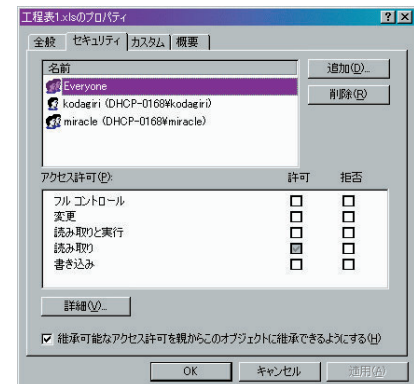 工程表1.xlsのプロパティ
全般 セキュリティ カスタム 概要
名前
追加(D)...
Everyone
削除(R)
kodagiri (DHCP-0168¥kodagiri)
miracle (DHCP-0168¥miracle)
アクセス許可(P): 許可 拒否
フル コントロール
変更
読み取りと実行
読み取り
書き込み
詳細(V)...
継承可能なアクセス許可を親からこのオブジェクトに継承できるようにする(H)
OK キャンセル 適用(A)